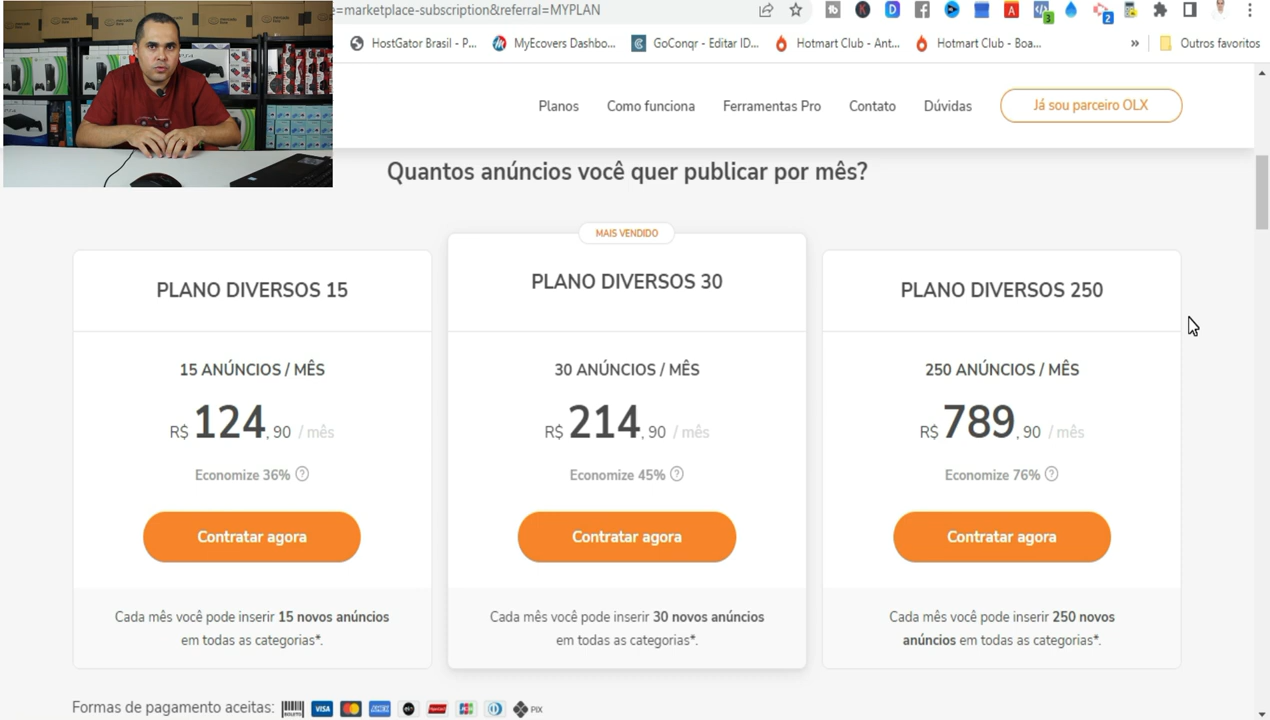 =marketplace-subscription&referral=MYPLAN
HostGator Brasil - P...
MyEcovers Dashbo...
GoConqr - Editar ID...
Hotmart Club - Ant...
Hotmart Club - Boa...
»
Outros favoritos
Planos
Como funciona
Ferramentas Pro
Contato
Dúvidas
Já sou parceiro OLX
Quantos anúncios você quer publicar por mês?
PLANO DIVERSOS 15
15 ANÚNCIOS / MÊS
R$ 124,90 / mês
Economize 36% ?
Contratar agora
Cada mês você pode inserir 15 novos anúncios
em todas as categorias*.
MAIS VENDIDO
PLANO DIVERSOS 30
30 ANÚNCIOS / MÊS
R$ 214,90 / mês
Economize 45% ?
Contratar agora
Cada mês você pode inserir 30 novos anúncios
em todas as categorias*.
PLANO DIVERSOS 250
250 ANÚNCIOS / MÊS
R$ 789,90 / mês
Economize 76% ?
Contratar agora
Cada mês você pode inserir 250 novos
anúncios em todas as categorias*.
Formas de pagamento aceitas: BOLETO VISA AMEX PIX